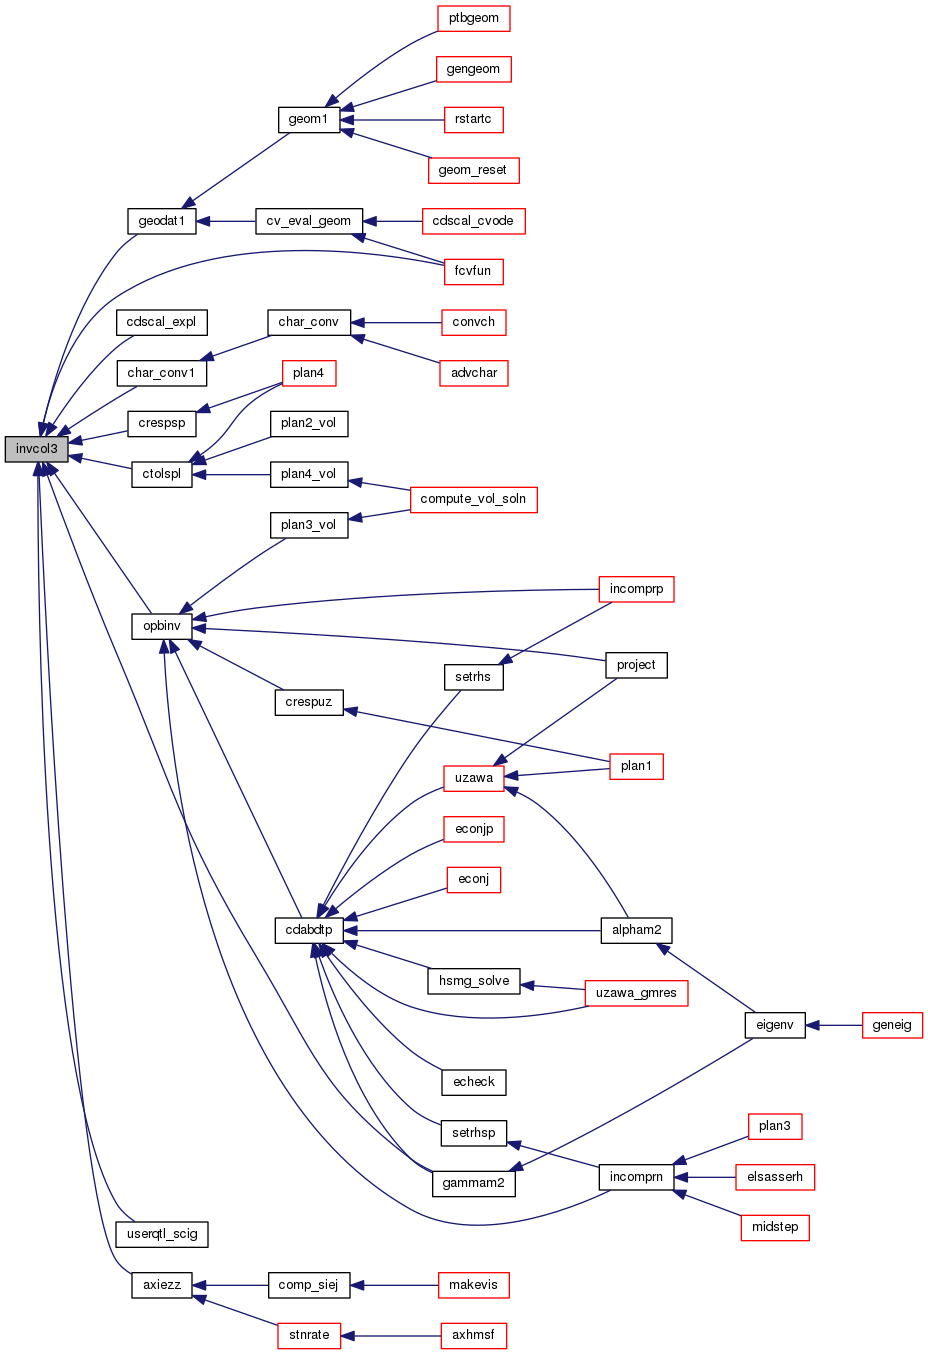 ptbgeom
gengeom
geom1
rstartc
geom_reset
geodat1
cv_eval_geom
cdscal_cvode
fcvfun
cdscal_expl
char_conv
convch
char_conv1
plan4
advchar
crespsp
plan2_vol
invcol3
ctolspl
plan4_vol
compute_vol_soln
plan3_vol
incomprp
opbinv
project
setrhs
crespuz
plan1
uzawa
econjp
econj
cdabdtp
alpham2
hsmg_solve
uzawa_gmres
eigenv
geneig
echeck
setrhsp
plan3
gammam2
incomprn
elsasserh
midstep
userqtl_scig
axiezz
comp_siej
makevis
stnrate
axhmsf